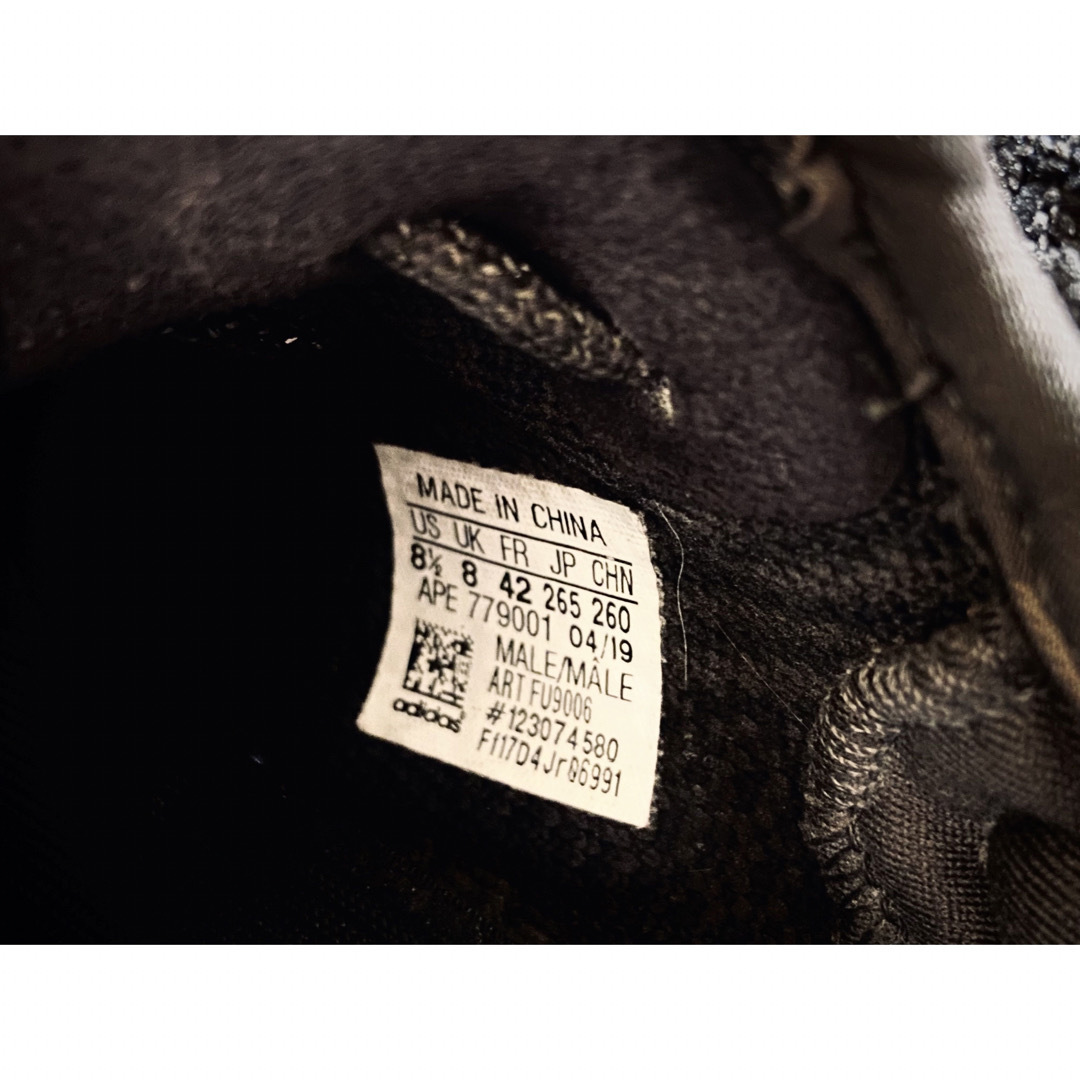 MADE IN CHINA
US UK FR JP CHN
8½ 8 42 265 260
APE 779001 04/19
MALE/MÂLE
ART FU9006
#123074580
Ff17D4JrQ6991
adidas